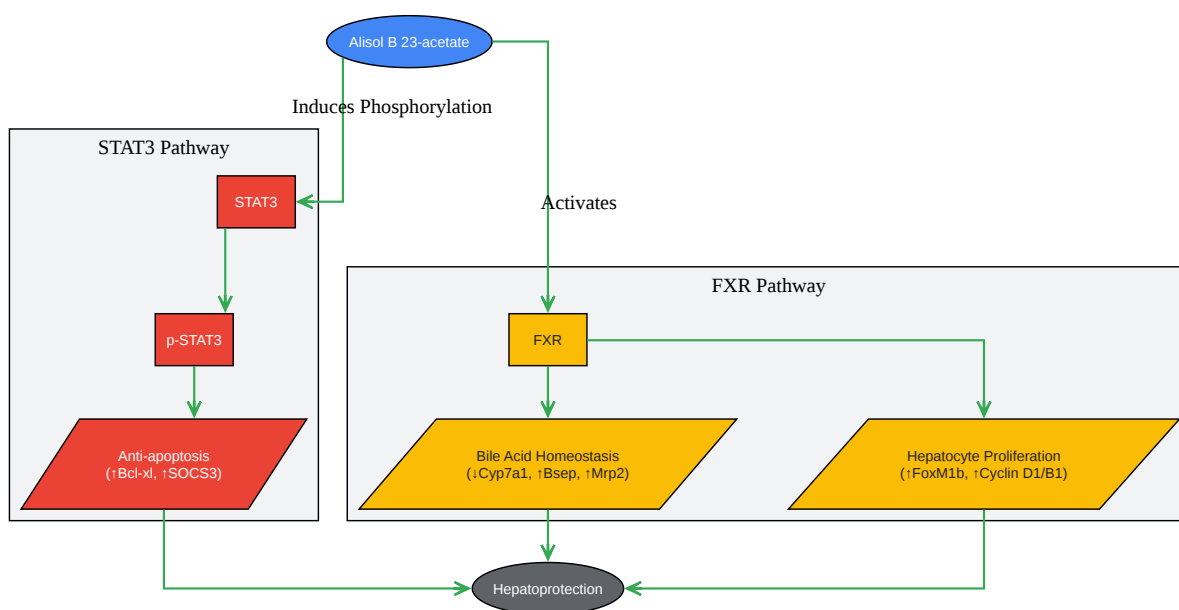 Alisol B 23-acetate
Induces Phosphorylation
STAT3 Pathway
STAT3
Activates
FXR Pathway
p-STAT3
FXR
Anti-apoptosis
(↑Bcl-xl, ↑SOCS3)
Bile Acid Homeostasis
(↓Cyp7a1, ↑Bsep, ↑Mrp2)
Hepatocyte Proliferation
(↑FoxM1b, ↑Cyclin D1/B1)
Hepatoprotection